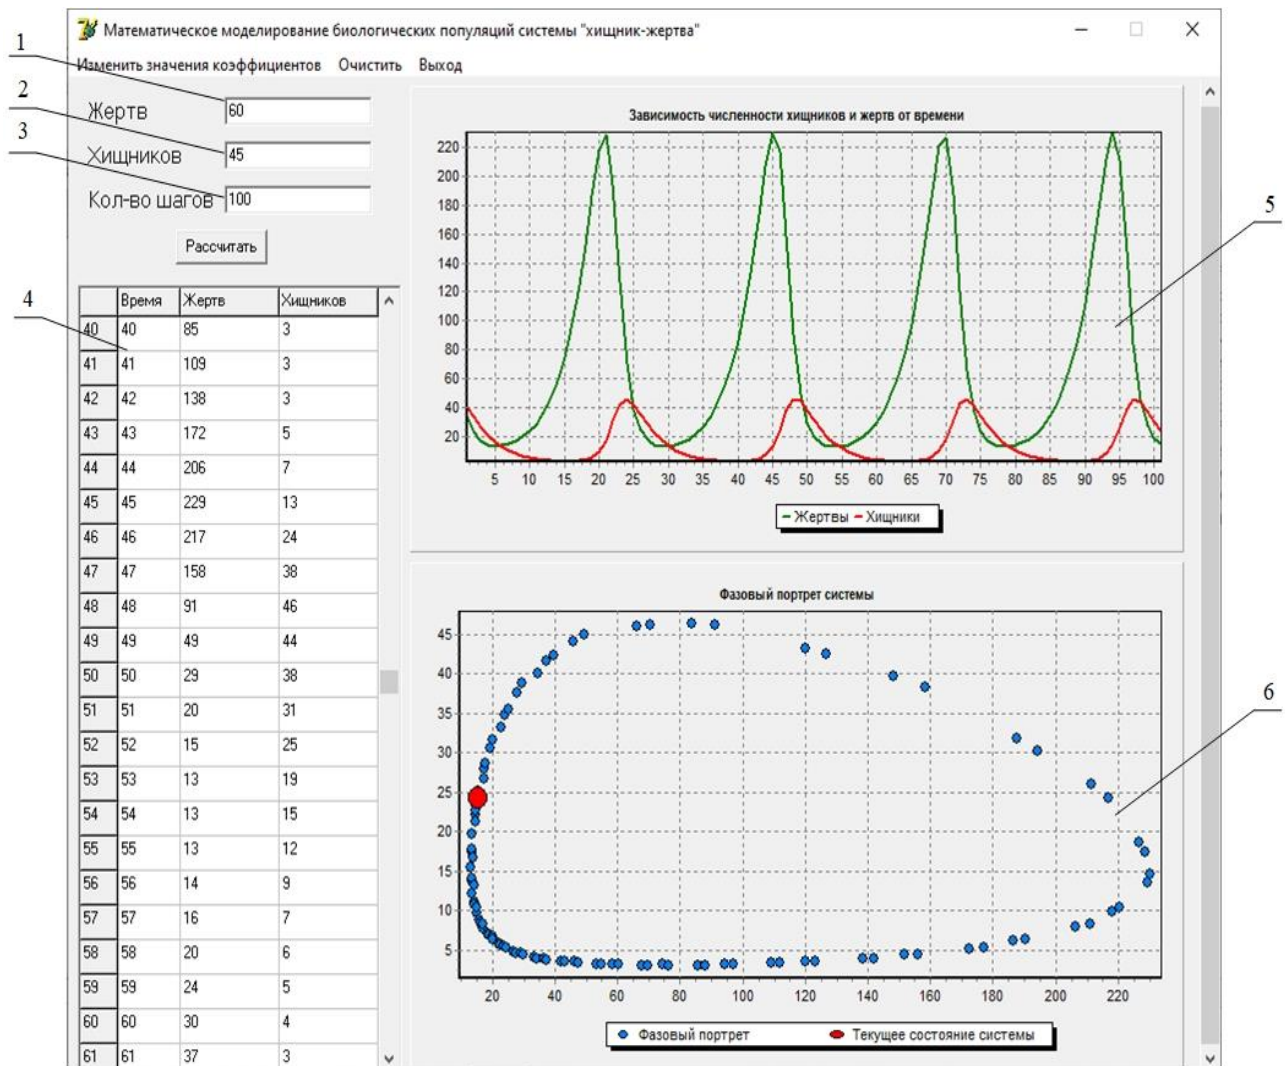 Математическое моделирование биологических популяций системы "хищник-жертва"
Изменить значения коэффициентов Очистить Выход
1
Жертв 60
2
Хищников 45
3
Кол-во шагов 100
Рассчитать
4
Время Жертв Хищников
40 40 85 3
41 41 109 3
42 42 138 3
43 43 172 5
44 44 206 7
45 45 229 13
46 46 217 24
47 47 158 38
48 48 91 46
49 49 49 44
50 50 29 38
51 51 20 31
52 52 15 25
53 53 13 19
54 54 13 15
55 55 13 12
56 56 14 9
57 57 16 7
58 58 20 6
59 59 24 5
60 60 30 4
61 61 37 3
Зависимость численности хищников и жертв от времени
220
200
180
160
140
120
100
80
60
40
20
5 10 15 20 25 30 35 40 45 50 55 60 65 70 75 80 85 90 95 100
Жертвы Хищники
5
Фазовый портрет системы
45
40
35
30
25
20
15
10
5
20 40 60 80 100 120 140 160 180 200 220
Фазовый портрет Текущее состояние системы
6